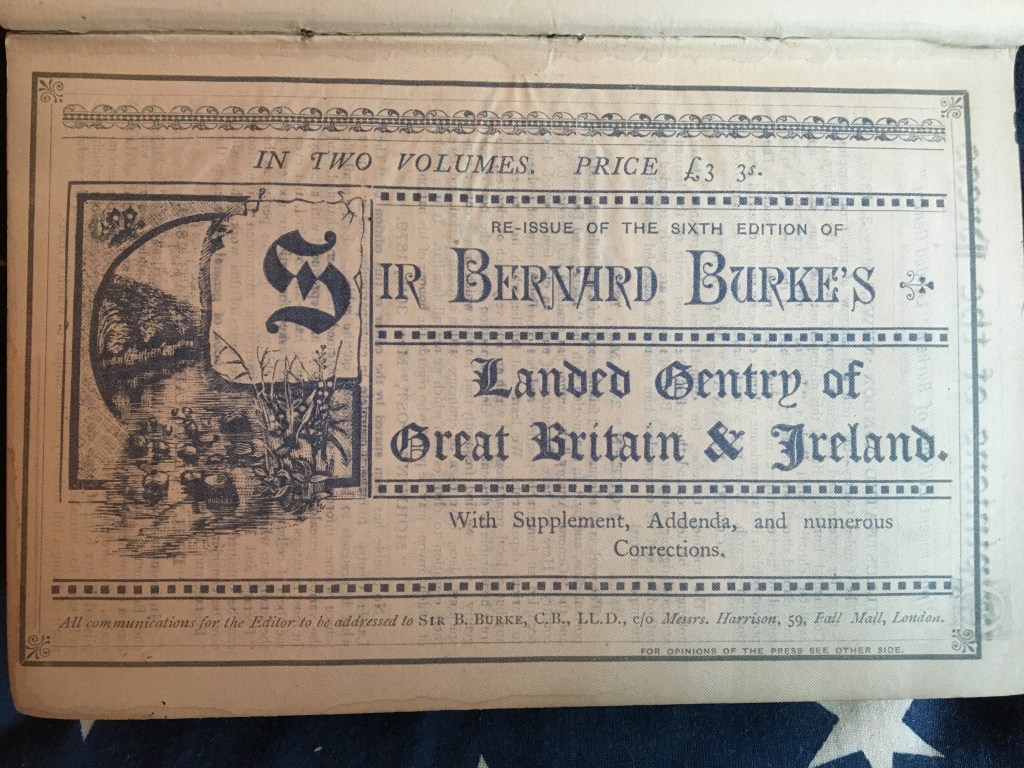 IN TWO VOLUMES. PRICE £3 3s.
RE-ISSUE OF THE SIXTH EDITION OF
SIR BERNARD BURKE'S
Landed Gentry of
Great Britain & Ireland.
With Supplement, Addenda, and numerous
Corrections.
All communications for the Editor to be addressed to SIR B. BURKE, C.B., LL.D., c/o Messrs. Harrison, 59, Pall Mall, London.
FOR OPINIONS OF THE PRESS SEE OTHER SIDE.